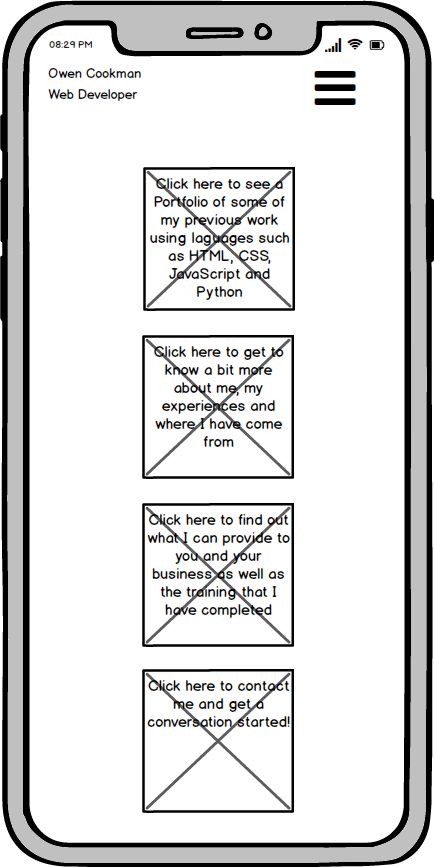 08:29 PM
Owen Cookman
Web Developer
Click here to see a
Portfolio of some of
my previous work
using laguages such
as HTML, CSS,
JavaScript and
Python
Click here to get to
know a bit more
about me, my
experiences and
where I have come
from
Click here to find out
what I can provide to
you and your
business as well as
the training that I
have completed
Click here to contact
me and get a
conversation started!